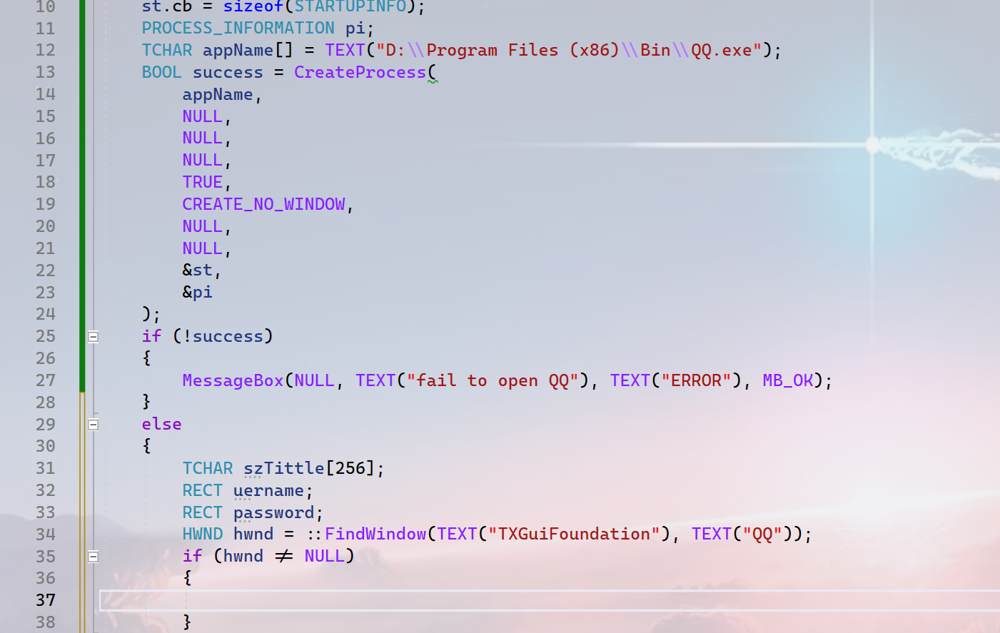 10 st.cb = sizeof(STARTUPINFO);
11 PROCESS_INFORMATION pi;
12 TCHAR appName[] = TEXT("D:\\Program Files (x86)\\Bin\\QQ.exe");
13 BOOL success = CreateProcess(
14 appName,
15 NULL,
16 NULL,
17 NULL,
18 TRUE,
19 CREATE_NO_WINDOW,
20 NULL,
21 NULL,
22 &st,
23 &pi
24 );
25 if (!success)
26 {
27 MessageBox(NULL, TEXT("fail to open QQ"), TEXT("ERROR"), MB_OK);
28 }
29 else
30 {
31 TCHAR szTittle[256];
32 RECT uername;
33 RECT password;
34 HWND hwnd = ::FindWindow(TEXT("TXGuiFoundation"), TEXT("QQ"));
35 if (hwnd ≠ NULL)
36 {
37
38 }